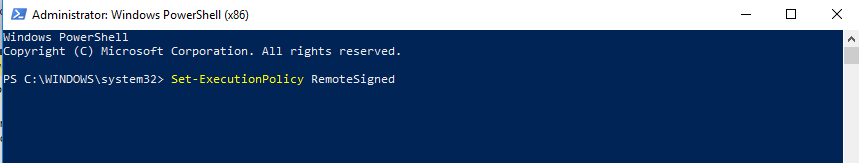 Administrator: Windows PowerShell (x86)
Windows PowerShell
Copyright (C) Microsoft Corporation. All rights reserved.
PS C:\WINDOWS\system32> Set-ExecutionPolicy RemoteSigned